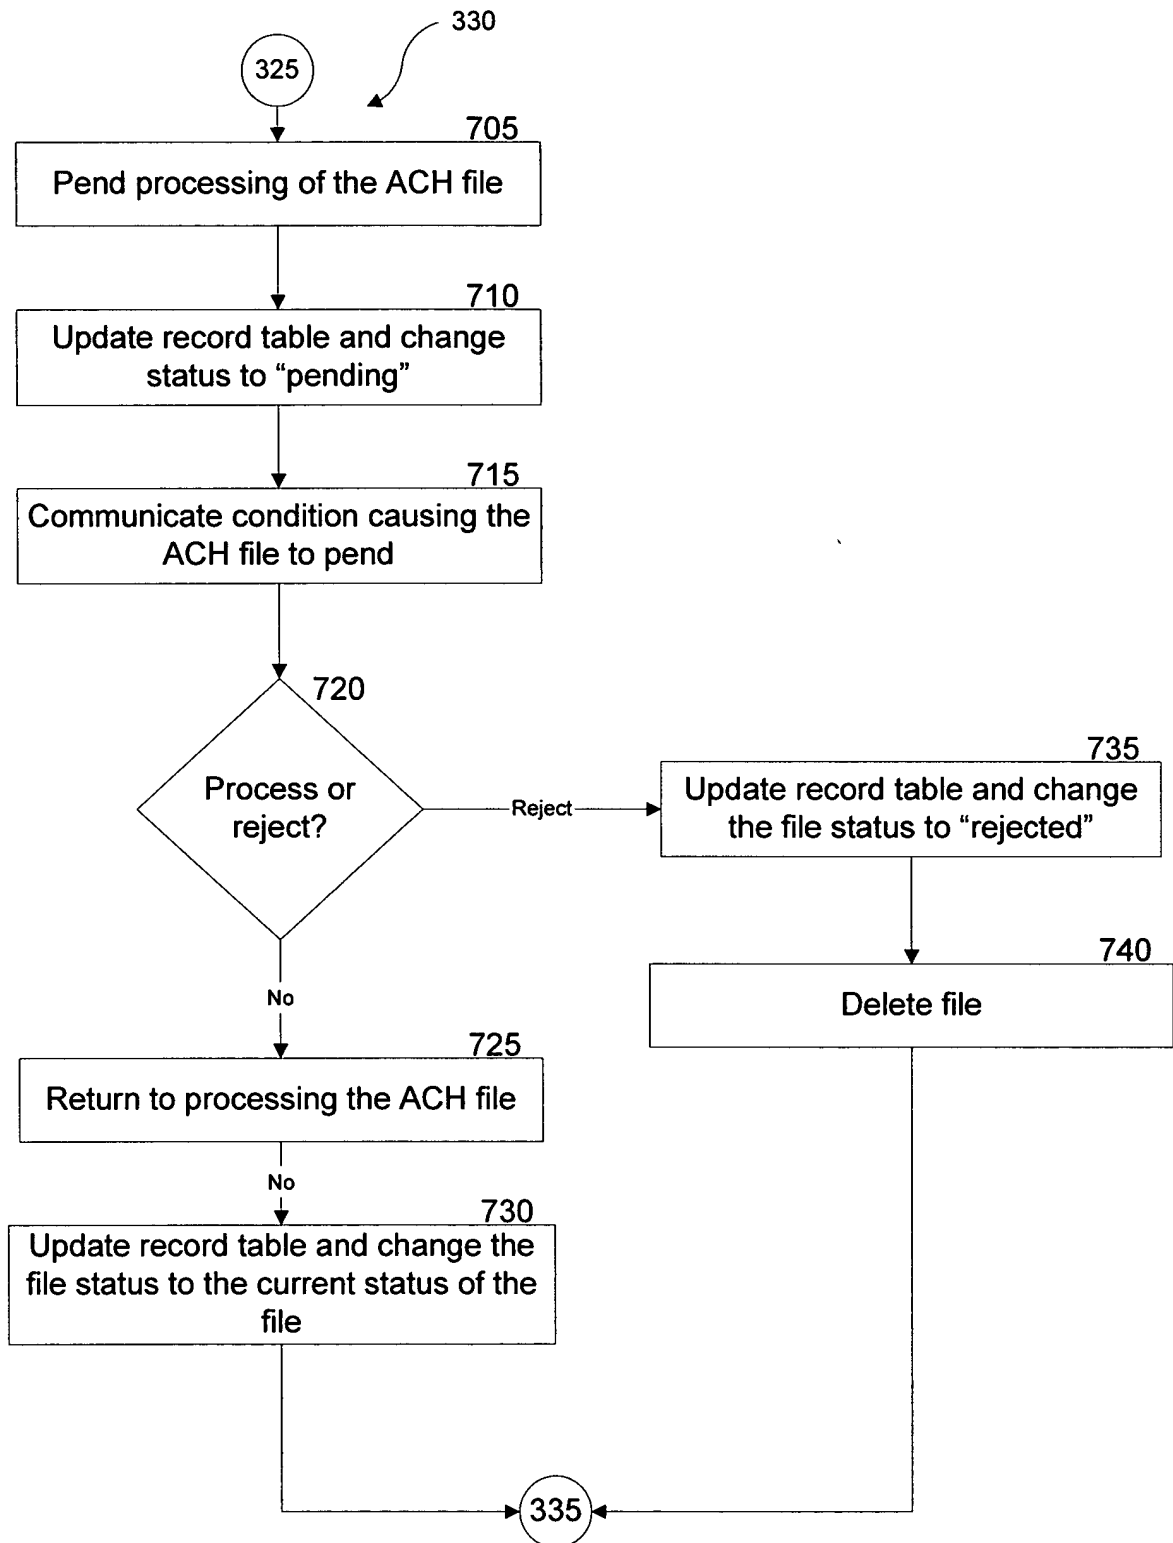 330
325
705
Pend processing of the ACH file
710
Update record table and change
status to “pending”
715
Communicate condition causing the
ACH file to pend
720
Process or
reject?
Reject
735
Update record table and change
the file status to “rejected”
740
Delete file
No
725
Return to processing the ACH file
No
730
Update record table and change the
file status to the current status of the
file
335